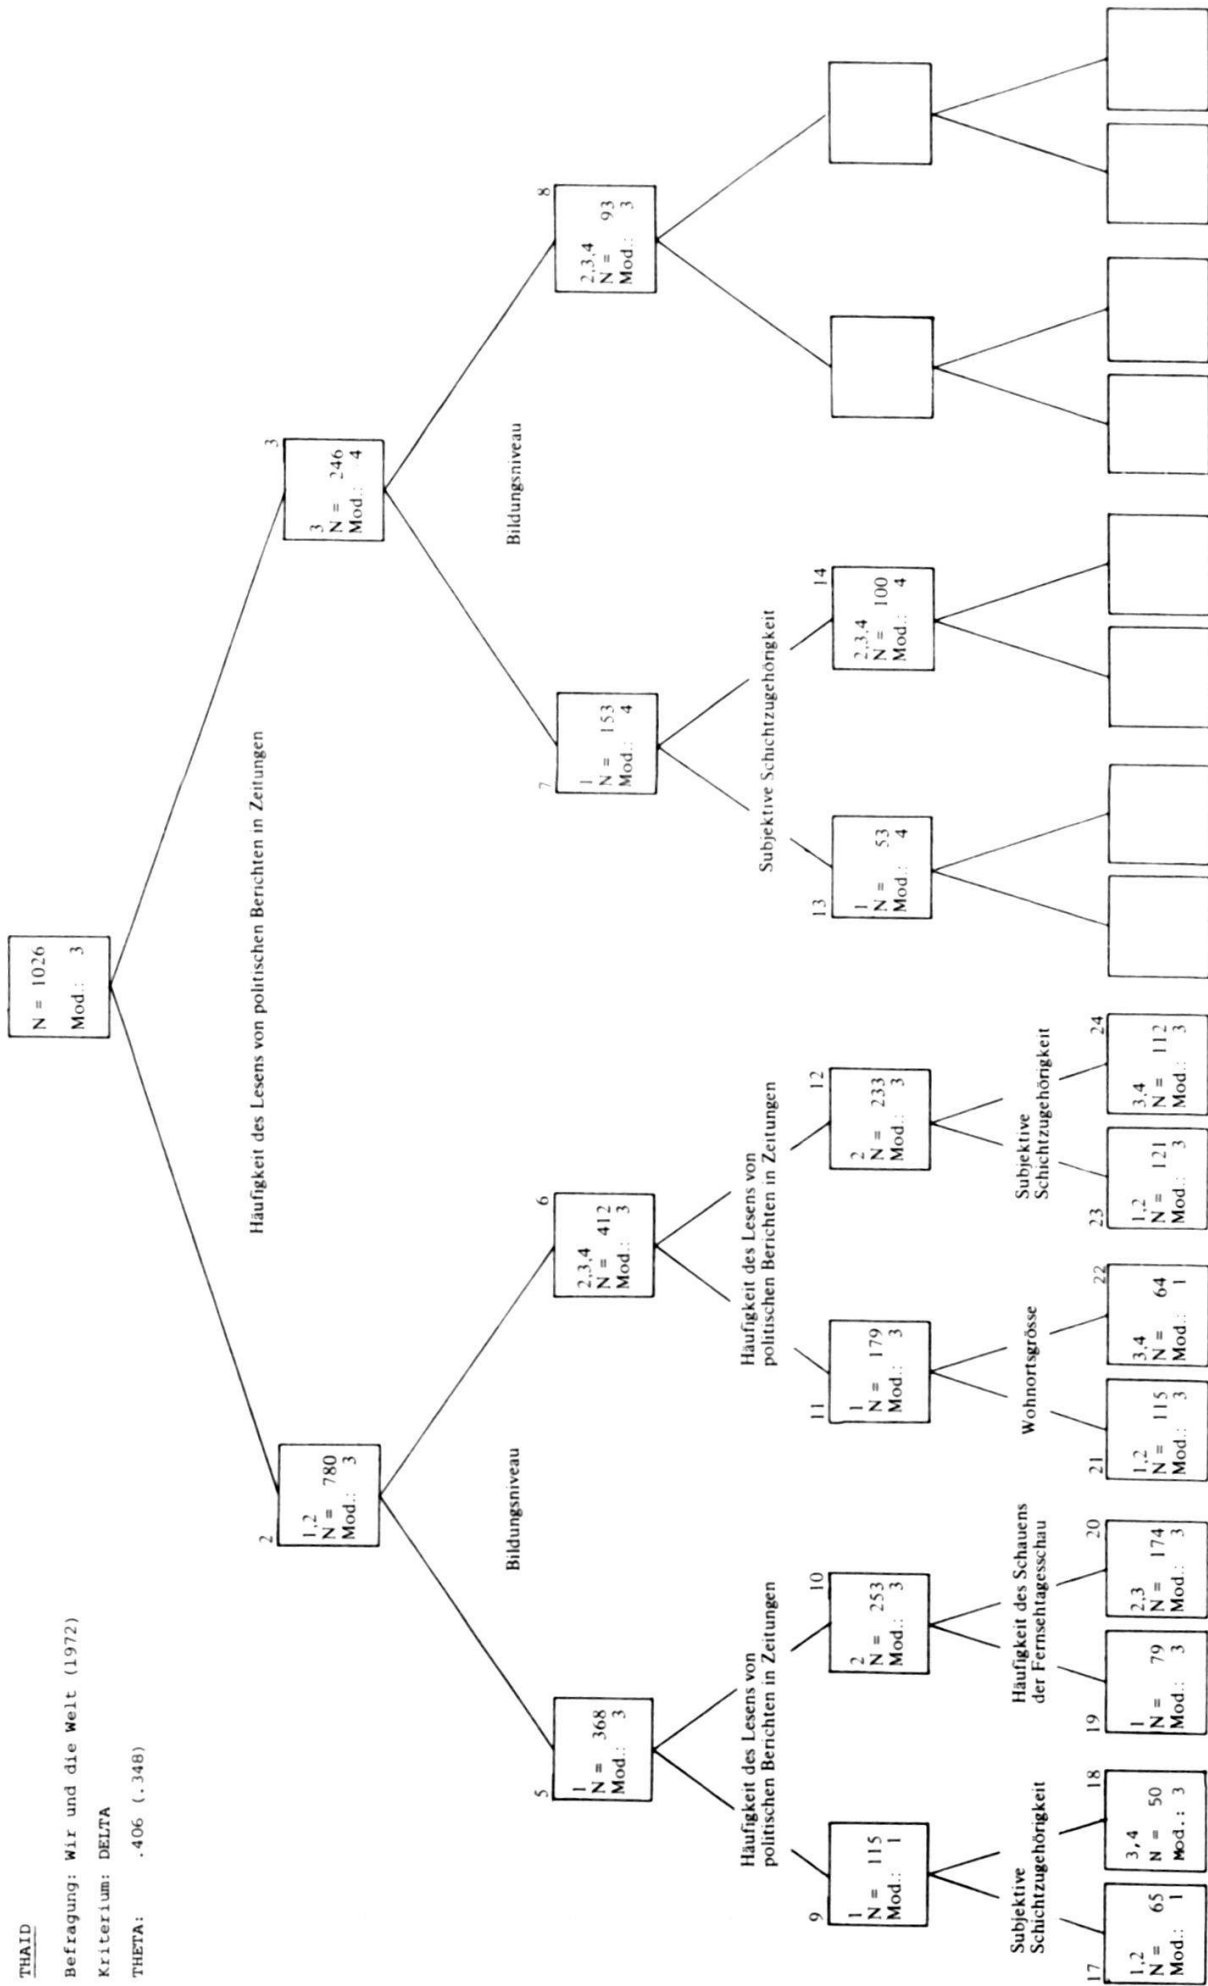 THAID
Befragung: Wir und die Welt (1972)
Kriterium: DELTA
THETA: .406 (.348)
N = 1026
Mod.: 3
Häufigkeit des Lesens von politischen Berichten in Zeitungen
2
1,2
N = 780
Mod.: 3
3
3
N = 246
Mod.: 4
Bildungsniveau
Bildungsniveau
5
1
N = 368
Mod.: 3
6
2,3,4
N = 412
Mod.: 3
7
1
N = 153
Mod.: 4
8
2,3,4
N = 93
Mod.: 3
Häufigkeit des Lesens von
politischen Berichten in Zeitungen
Häufigkeit des Lesens von
politischen Berichten in Zeitungen
Subjektive Schichtzugehörigkeit
9
1
N = 115
Mod.: 1
10
2
N = 253
Mod.: 3
11
1
N = 179
Mod.: 3
12
2
N = 233
Mod.: 3
13
1
N = 53
Mod.: 4
14
2,3,4
N = 100
Mod.: 4
Subjektive
Schichtzugehörigkeit
Häufigkeit des Schauens
der Fernsehtagesschau
Wohnortsgrösse
Subjektive
Schichtzugehörigkeit
17
1,2
N = 65
Mod.: 1
18
3,4
N = 50
Mod.: 3
19
1
N = 79
Mod.: 3
20
2,3
N = 174
Mod.: 3
21
1,2
N = 115
Mod.: 3
22
3,4
N = 64
Mod.: 1
23
1,2
N = 121
Mod.: 3
24
3,4
N = 112
Mod.: 3